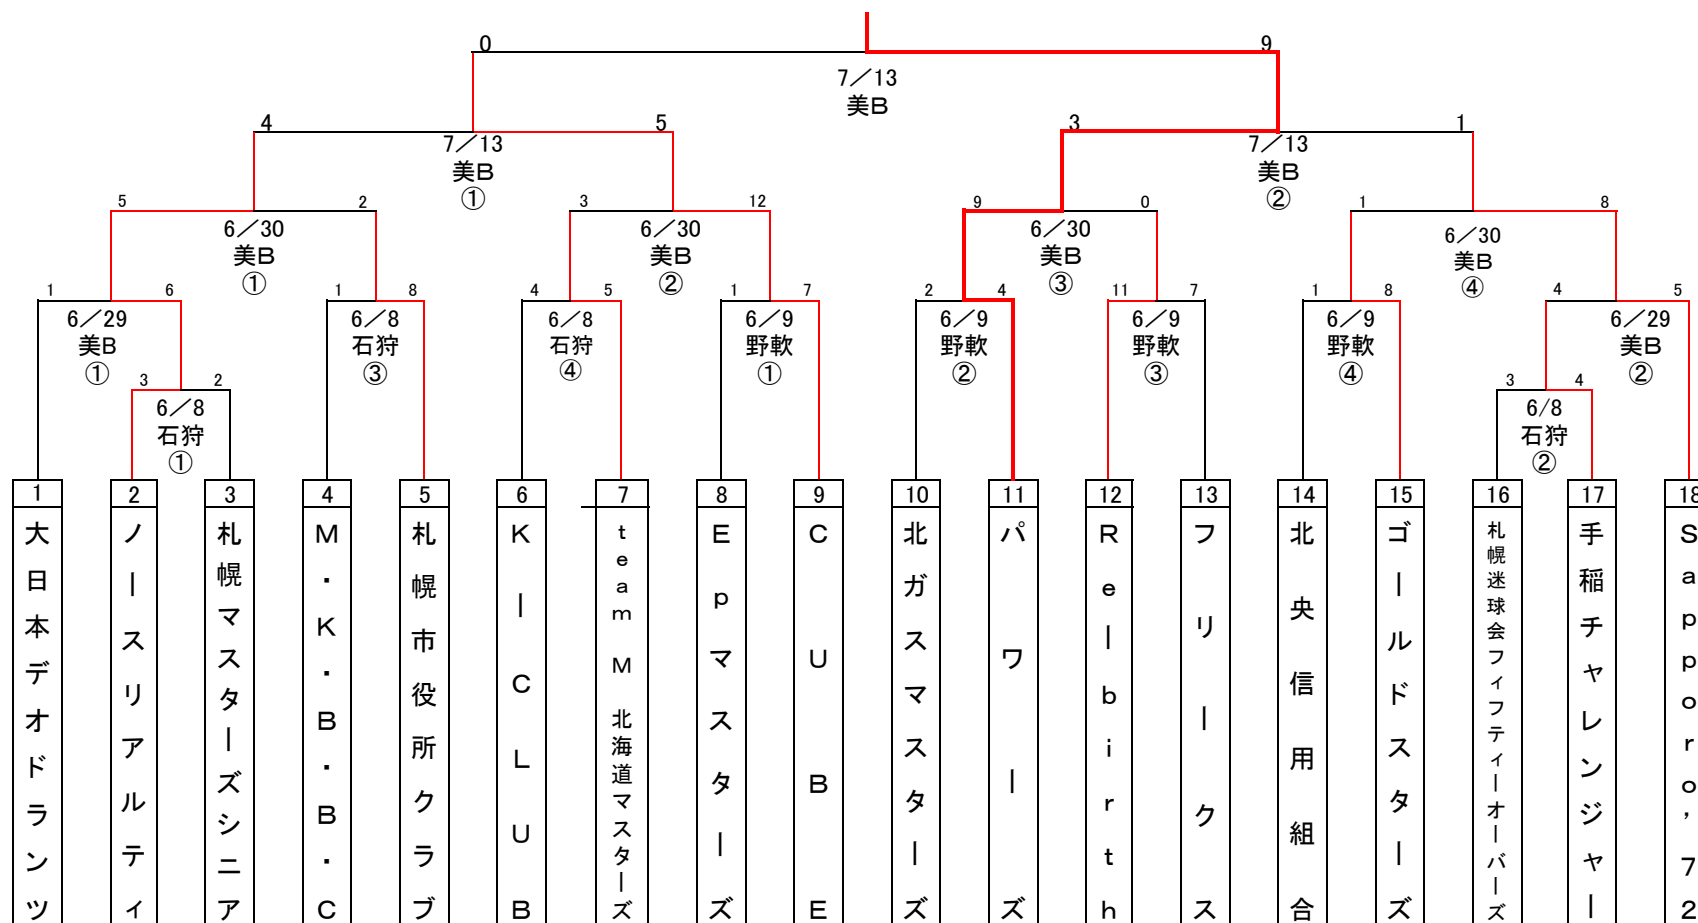 0 9
7／13
美B
4 5 3 1
7／13 7／13
美B 美B
① ②
5 2 3 12 9 0 1 8
6／30 6／30 6／30 6／30
美B 美B 美B 美B
① ② ③ ④
1 6 1 8 4 5 1 7 2 4 11 7 1 8 4 5
6／29 6／8 6／8 6／9 6／9 6／9 6／9 6／29
美B 石狩 石狩 野軟 野軟 野軟 野軟 美B
① ③ ④ ① ② ③ ④ ②
3 2 3 4
6／8 6/8
石狩 石狩
① ②
1 2 3 4 5 6 7 8 9 10 11 12 13 14 15 16 17 18
大日本デオドランツ
ノースリアルティ
札幌マスターズシニア
M・K・B・B・C
札幌市役所クラブ
KーCLUB
team M 北海道マスターズ
Epマスターズ
CUBE
北ガスマスターズ
パワーズ
Relbirth
フリークス
北央信用組合
ゴールドスターズ
札幌迷球会フィフティーオーバーズ
手稲チャレンジャー
Sapporo'72